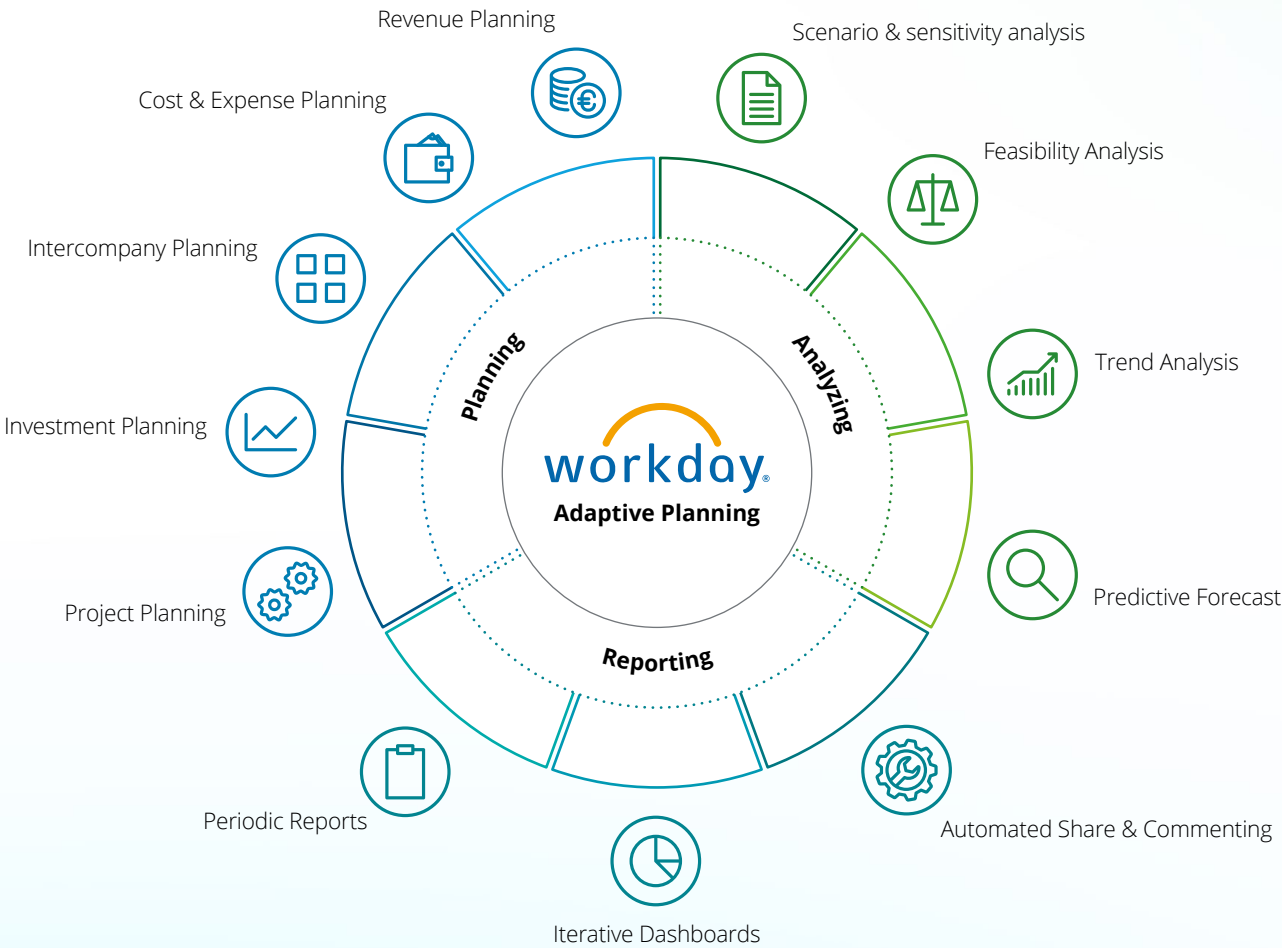 Revenue Planning
Scenario & sensitivity analysis
Cost & Expense Planning
Feasibility Analysis
Intercompany Planning
Planning
Analyzing
Trend Analysis
Investment Planning
workday®
Adaptive Planning
Project Planning
Predictive Forecast
Reporting
Periodic Reports
Automated Share & Commenting
Iterative Dashboards